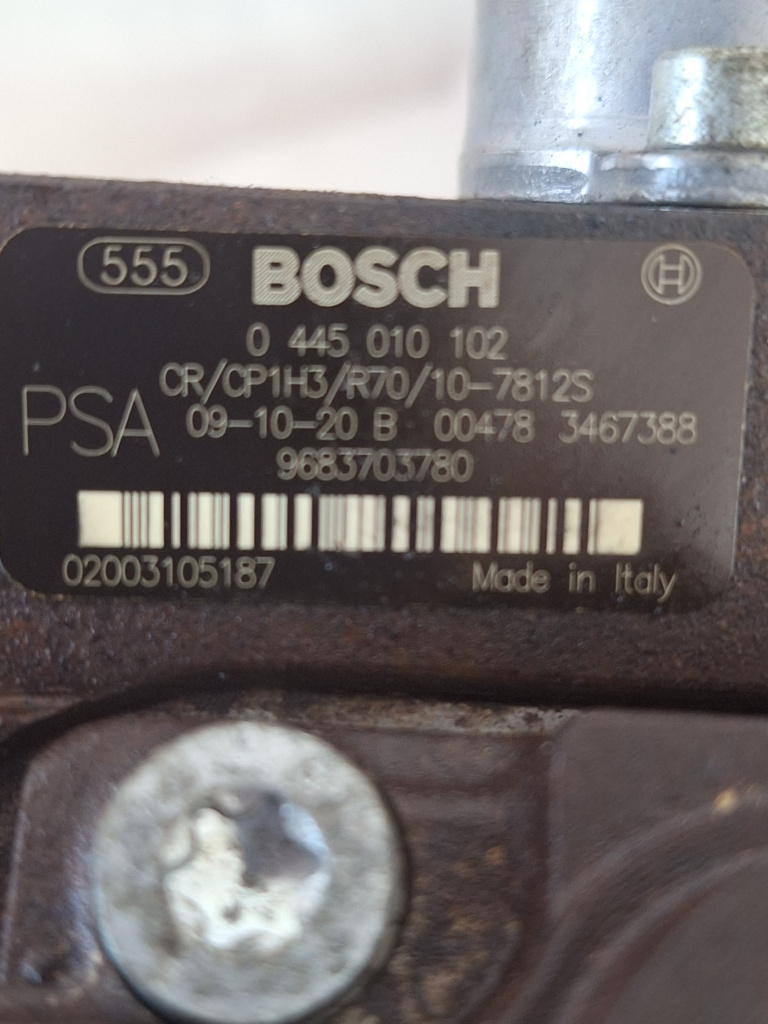 555 BOSCH
0 445 010 102
CR/CP1H3/R70/10-7812S
PSA 09-10-20 B 00478 3467388
9683703780
02003105187 Made in Italy